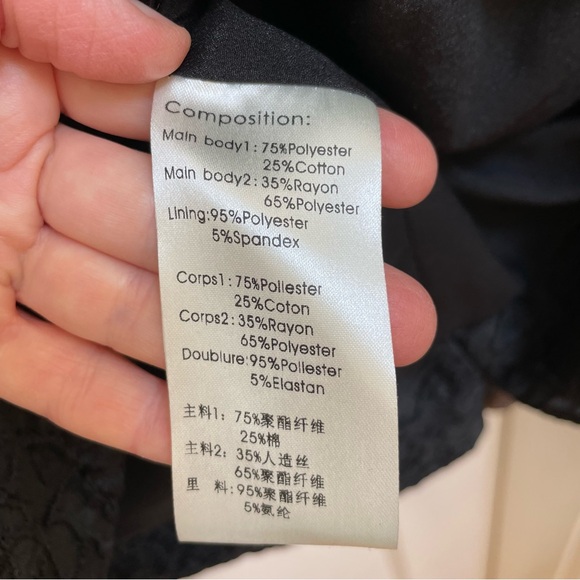 Composition:
Main body1: 75%Polyester
25%Cotton
Main body2: 35%Rayon
65%Polyester
Lining:95%Polyester
5%Spandex
Corps1: 75%Poliester
25%Coton
Corps2: 35%Rayon
65%Polyester
Doublure:95%Poliester
5%Elastan
主料1: 75%聚酯纤维
25%棉
主料2: 35%人造丝
65%聚酯纤维
里 料:95%聚酯纤维
5%氨纶